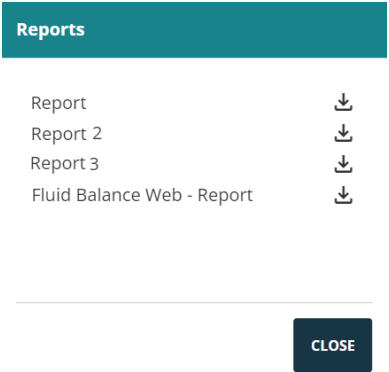 Reports
Report
Report 2
Report 3
Fluid Balance Web - Report
CLOSE